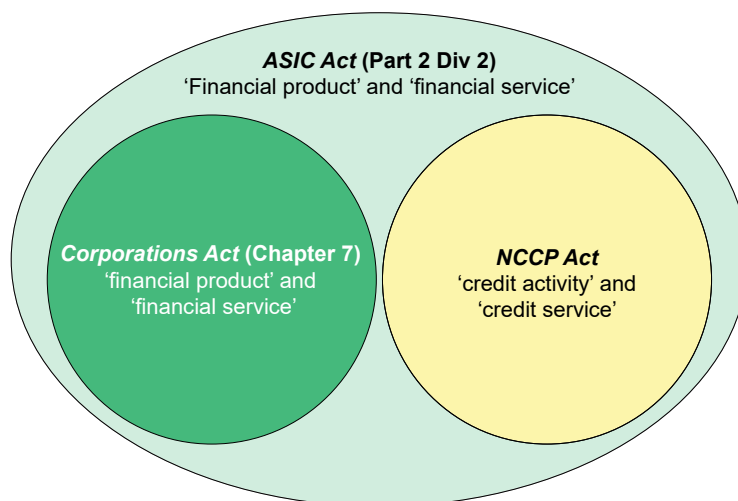 ASIC Act (Part 2 Div 2)
‘Financial product’ and ‘financial service’
Corporations Act (Chapter 7)
‘financial product’ and
‘financial service’
NCCP Act
‘credit activity’ and
‘credit service’